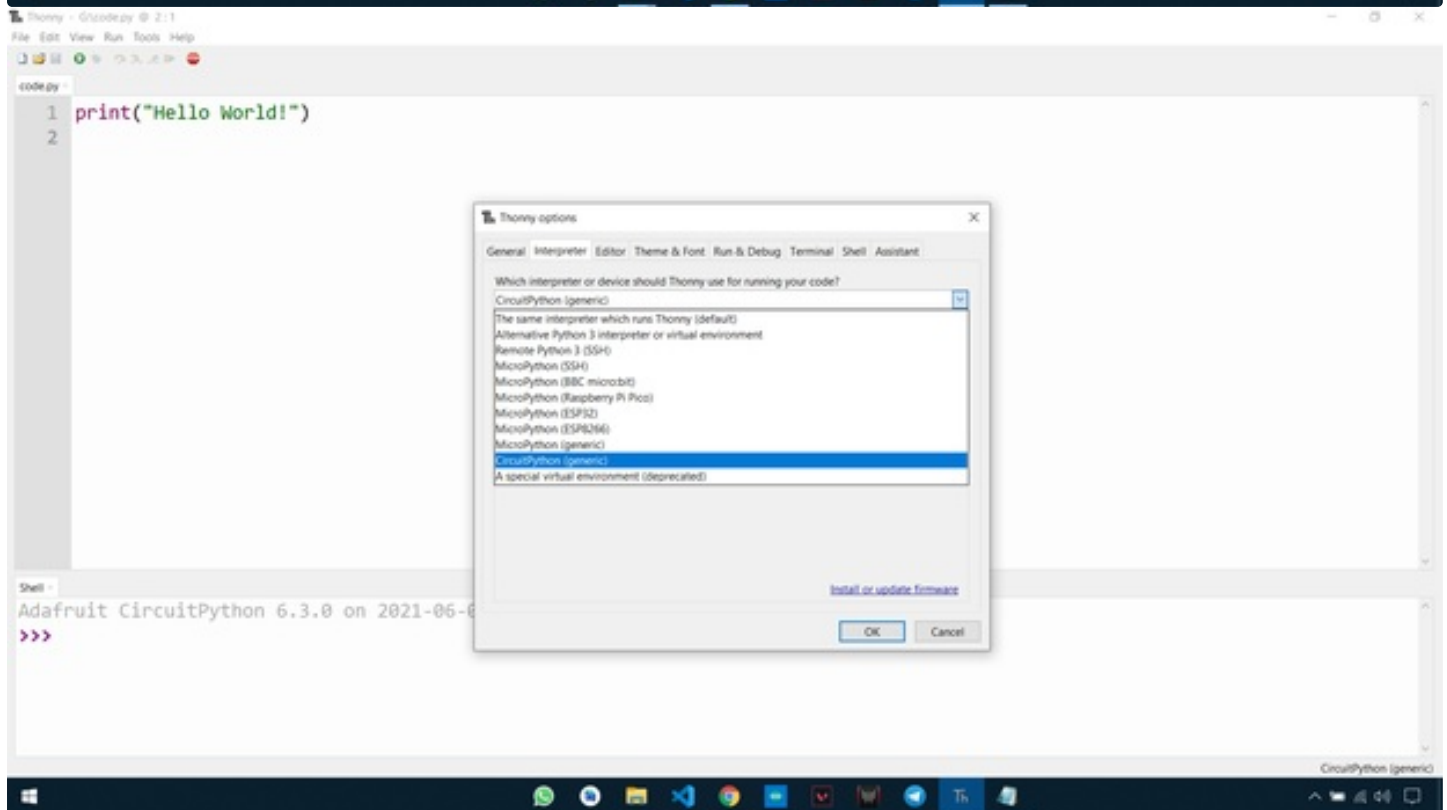 Thonny - G:\code.py @ 2:1
File Edit View Run Tools Help
code.py
1 print("Hello World!")
2
Thonny options
General Interpreter Editor Theme & Font Run & Debug Terminal Shell Assistant
Which interpreter or device should Thonny use for running your code?
CircuitPython (generic)
The same interpreter which runs Thonny (default)
Alternative Python 3 interpreter or virtual environment
Remote Python 3 (SSH)
MicroPython (SSH)
MicroPython (BBC micro:bit)
MicroPython (Raspberry Pi Pico)
MicroPython (ESP32)
MicroPython (ESP8266)
MicroPython (generic)
CircuitPython (generic)
A special virtual environment (deprecated)
Install or update firmware
OK Cancel
Shell
Adafruit CircuitPython 6.3.0 on 2021-06-
>>>
CircuitPython (generic)
Th